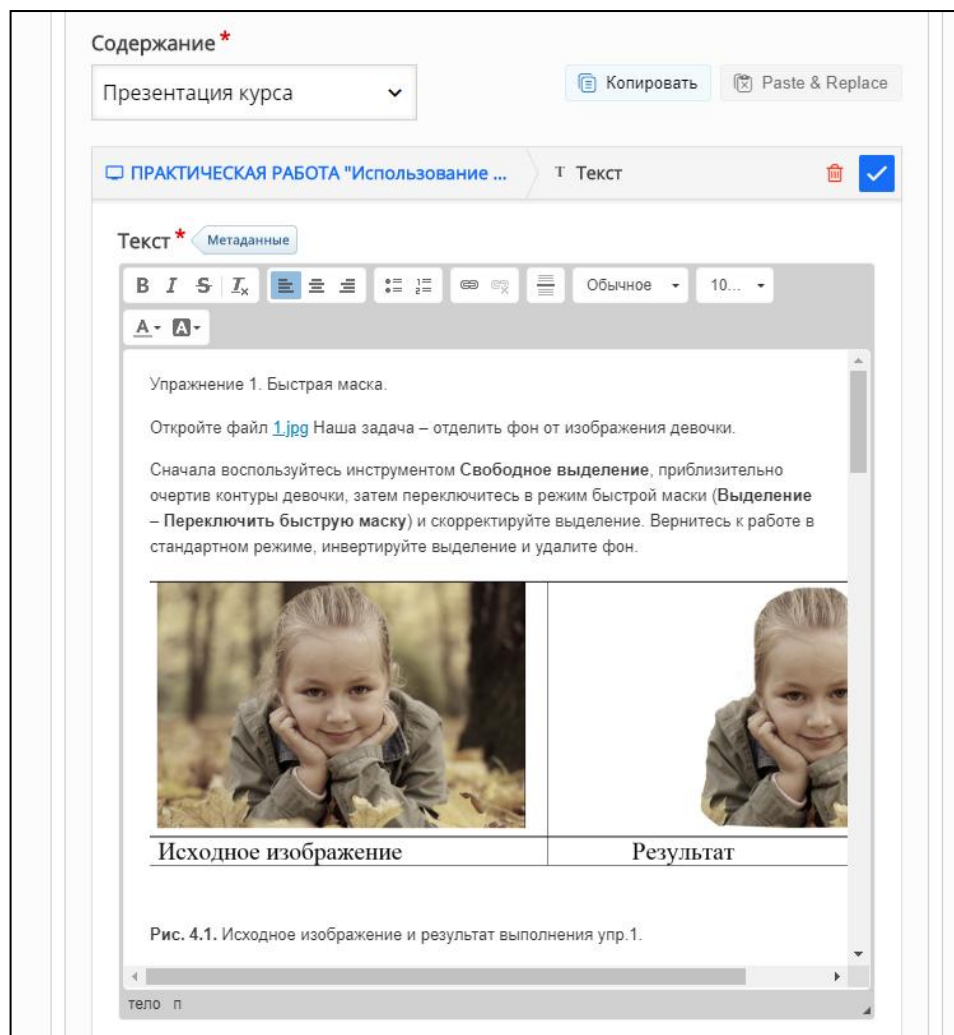 Содержание *
Презентация курса
Копировать
Paste & Replace
ПРАКТИЧЕСКАЯ РАБОТА "Использование ...
T Текст
Текст * Метаданные
B I S Tx
Обычное
10...
A A
Упражнение 1. Быстрая маска.
Откройте файл 1.jpg Наша задача – отделить фон от изображения девочки.
Сначала воспользуйтесь инструментом Свободное выделение, приблизительно
очертив контуры девочки, затем переключитесь в режим быстрой маски (Выделение
– Переключить быструю маску) и скорректируйте выделение. Вернитесь к работе в
стандартном режиме, инвертируйте выделение и удалите фон.
Исходное изображение
Результат
Рис. 4.1. Исходное изображение и результат выполнения упр.1.
тело п